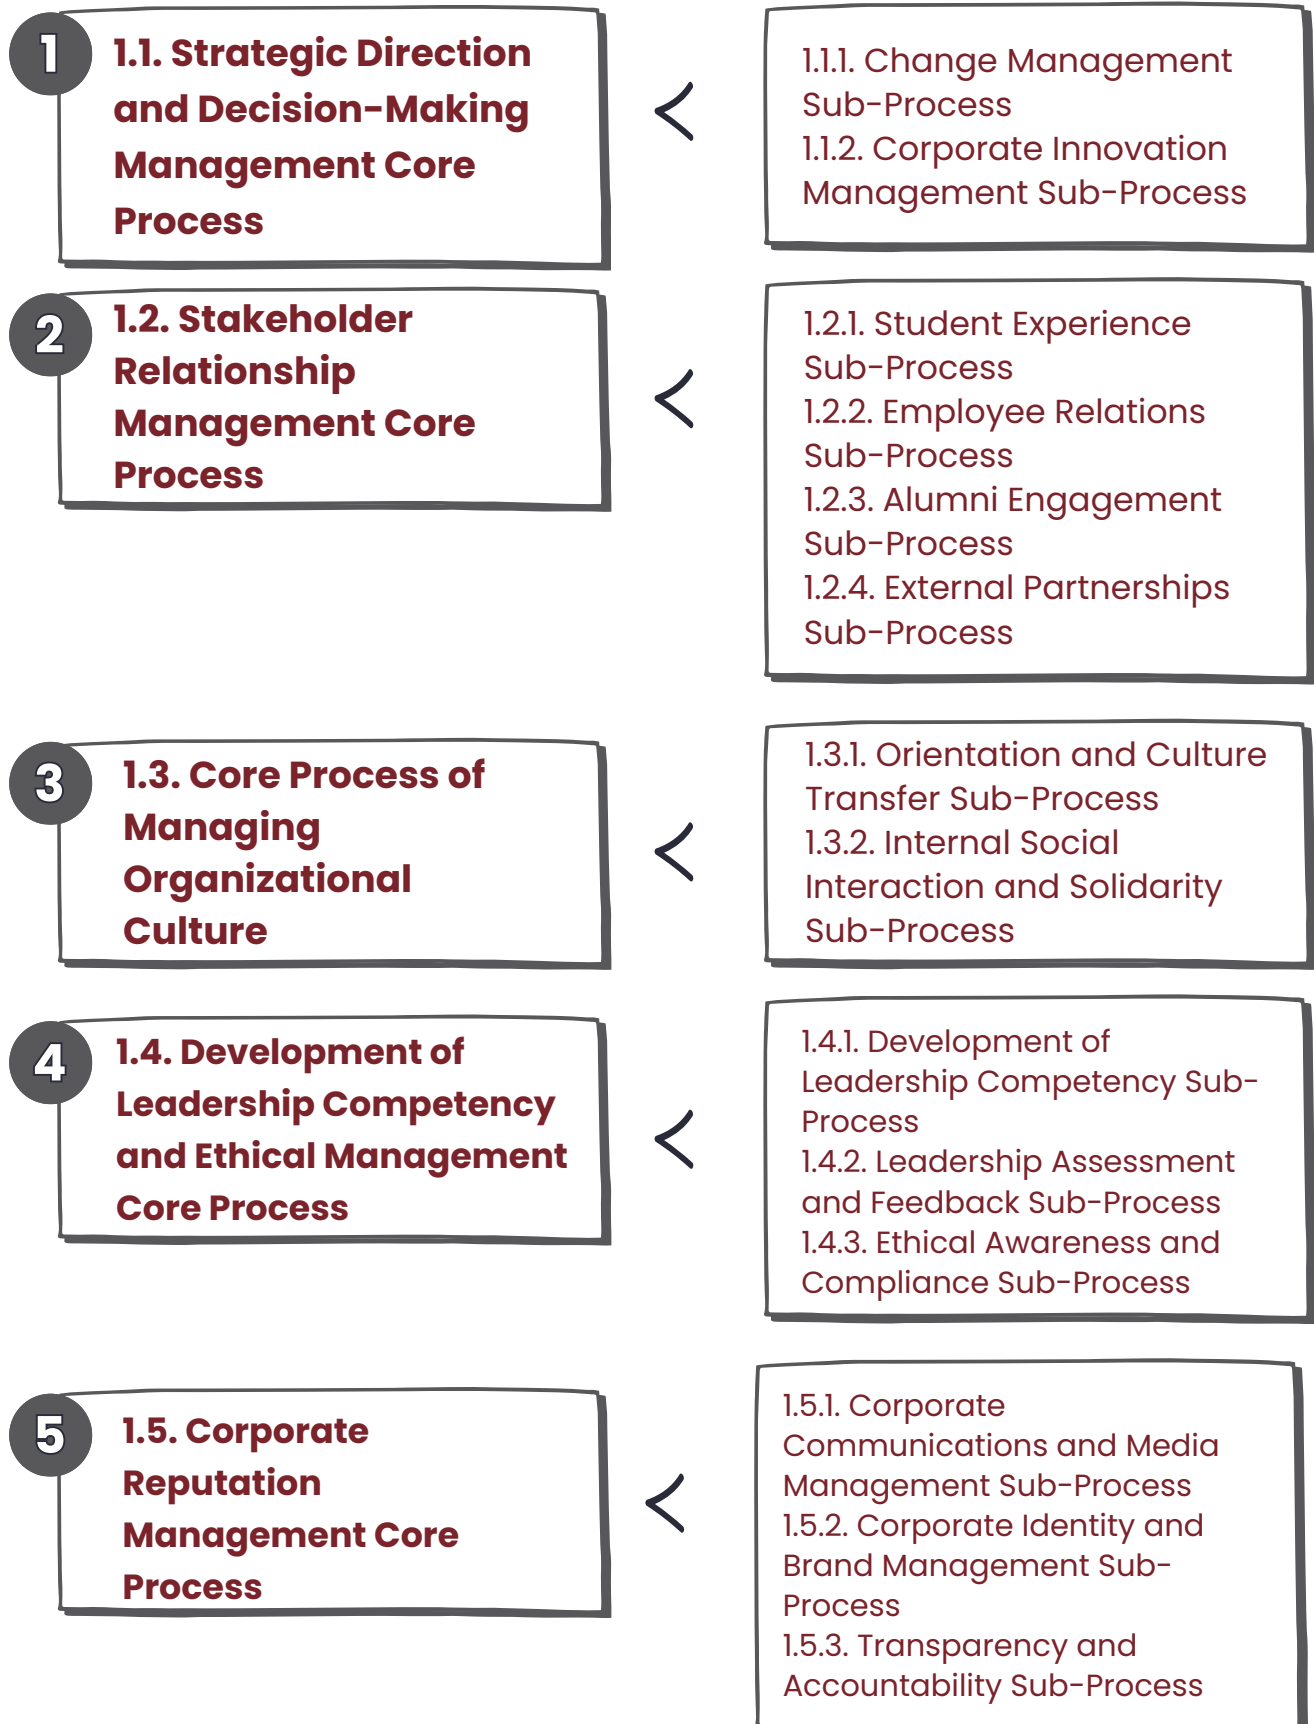 1
1.1. Strategic Direction
and Decision-Making
Management Core
Process
<
1.1.1. Change Management
Sub-Process
1.1.2. Corporate Innovation
Management Sub-Process
2
1.2. Stakeholder
Relationship
Management Core
Process
<
1.2.1. Student Experience
Sub-Process
1.2.2. Employee Relations
Sub-Process
1.2.3. Alumni Engagement
Sub-Process
1.2.4. External Partnerships
Sub-Process
3
1.3. Core Process of
Managing
Organizational
Culture
<
1.3.1. Orientation and Culture
Transfer Sub-Process
1.3.2. Internal Social
Interaction and Solidarity
Sub-Process
4
1.4. Development of
Leadership Competency
and Ethical Management
Core Process
<
1.4.1. Development of
Leadership Competency Sub-
Process
1.4.2. Leadership Assessment
and Feedback Sub-Process
1.4.3. Ethical Awareness and
Compliance Sub-Process
5
1.5. Corporate
Reputation
Management Core
Process
<
1.5.1. Corporate
Communications and Media
Management Sub-Process
1.5.2. Corporate Identity and
Brand Management Sub-
Process
1.5.3. Transparency and
Accountability Sub-Process